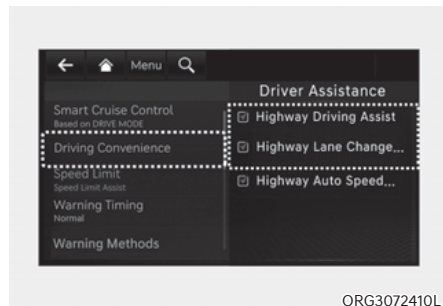 Menu
Driver Assistance
Smart Cruise Control
Based on DRIVE MODE
Highway Driving Assist
Driving Convenience
Highway Lane Change...
Speed Limit
Speed Limit Assist
Highway Auto Speed...
Warning Timing
Normal
Warning Methods
ORG3072410L